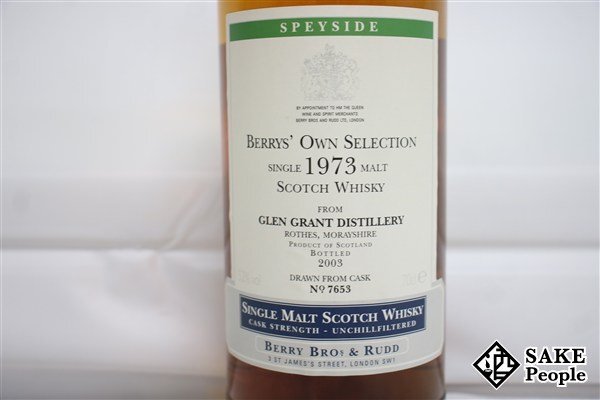 SPEYSIDE
BY APPOINTMENT TO HM THE QUEEN
WINE AND SPIRIT MERCHANTS
BERRY BROS AND RUDD LTD, LONDON
BERRYS' OWN SELECTION
SINGLE 1973 MALT
SCOTCH WHISKY
FROM
GLEN GRANT DISTILLERY
ROTHES, MORAYSHIRE
PRODUCT OF SCOTLAND
BOTTLED
2003
DRAWN FROM CASK
vol Nº 7653 70cl e
SINGLE MALT SCOTCH WHISKY
CASK STRENGTH - UNCHILLFILTERED
BERRY BROS & RUDD
3 ST JAMES'S STREET, LONDON SW1
SAKE
People